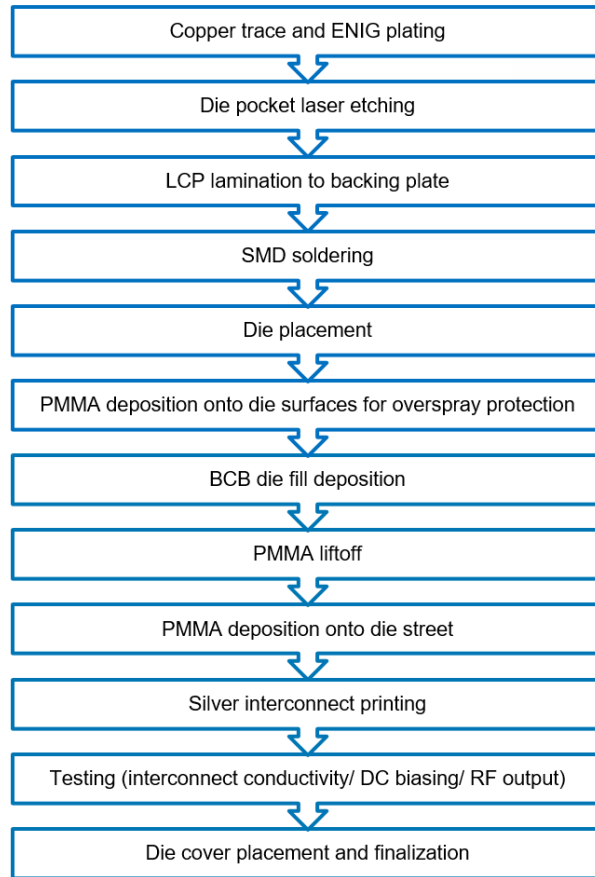 Copper trace and ENIG plating
Die pocket laser etching
LCP lamination to backing plate
SMD soldering
Die placement
PMMA deposition onto die surfaces for overspray protection
BCB die fill deposition
PMMA liftoff
PMMA deposition onto die street
Silver interconnect printing
Testing (interconnect conductivity/ DC biasing/ RF output)
Die cover placement and finalization